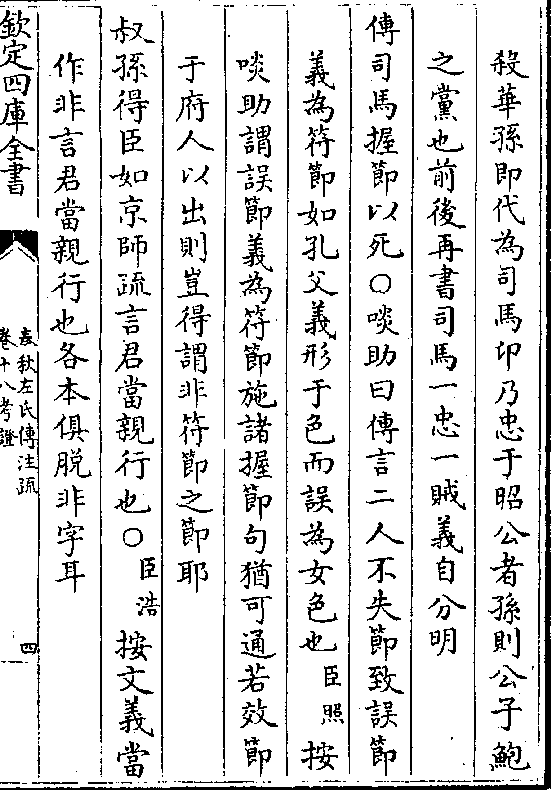 殺華孫即代為司馬卬乃忠于昭公者孫則公子鮑
之黨也前後再書司馬一忠一賊義自分明
傳司馬握節以死〇啖助曰傳言二人不失節致誤節
義為符節如孔父義形于色而誤為女色也臣照按
啖助謂誤節義為符節施諸握節句猶可通若效節
于府人以出則豈得謂非符節之節耶
叔孫得臣如京師疏言君當親行也〇臣浩按文義當
作非言君當親行也各本俱脱非字耳
欽定四庫全書
春秋左氏傳注疏
卷十八考證
四